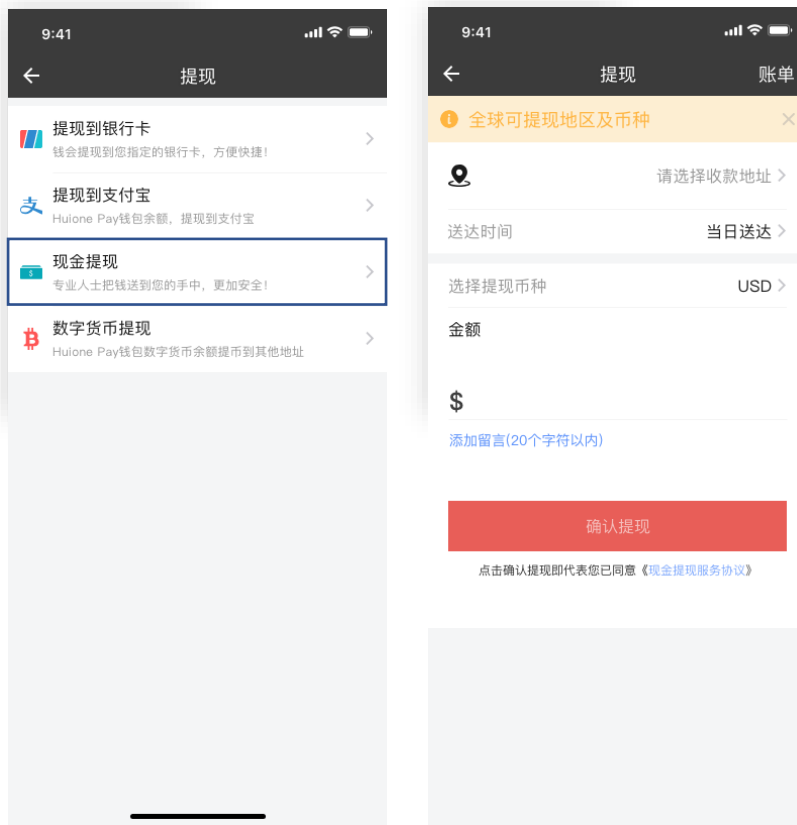 9:41
提现
提现到银行卡
钱会提现到您指定的银行卡，方便快捷！
提现到支付宝
Huione Pay钱包余额，提现到支付宝
现金提现
专业人士把钱送到您的手中，更加安全！
数字货币提现
Huione Pay钱包数字货币余额提币到其他地址
9:41
提现 账单
全球可提现地区及币种
请选择收款地址
送达时间 当日送达
选择提现币种 USD
金额
$
添加留言(20个字符以内)
确认提现
点击确认提现即代表您已同意《现金提现服务协议》